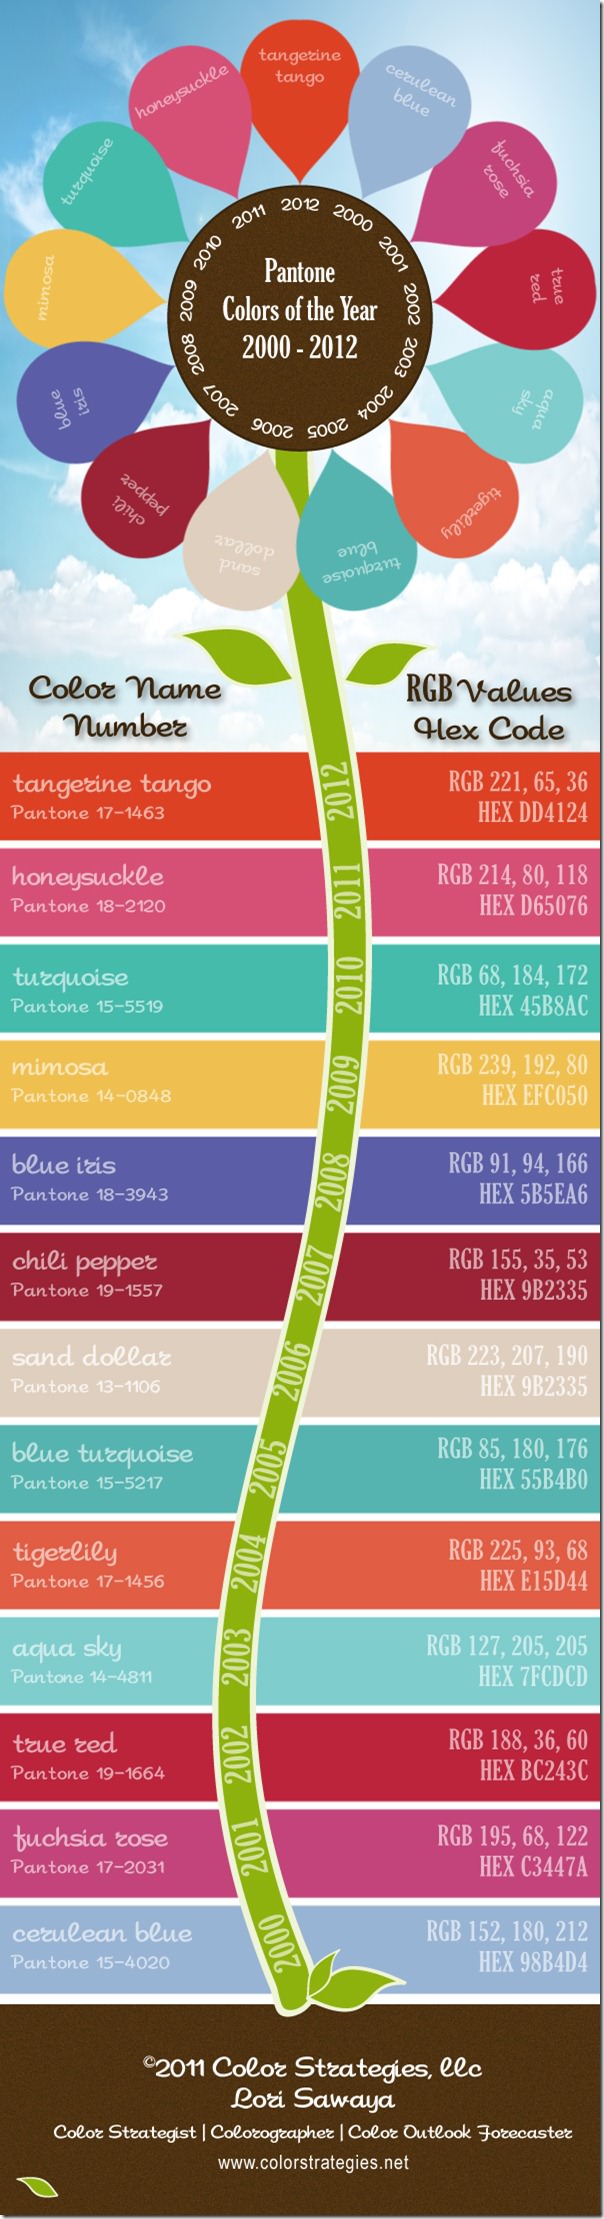 tangerine
tango
cerulean
blue
fuchsia
rose
true
red
aqua
sky
tigerlily
turquoise
blue
sand
dollar
chili
pepper
blue
iris
mimosa
turquoise
honeysuckle
2012
2000
2001
2002
2003
2004
2005
2006
2007
2008
2009
2010
2011
Pantone
Colors of the Year
2000 - 2012
Color Name
Number
RGB Values
Hex Code
tangerine tango
Pantone 17-1463
2012
RGB 221, 65, 36
HEX DD4124
honeysuckle
Pantone 18-2120
2011
RGB 214, 80, 118
HEX D65076
turquoise
Pantone 15-5519
2010
RGB 68, 184, 172
HEX 45B8AC
mimosa
Pantone 14-0848
2009
RGB 239, 192, 80
HEX EFC050
blue iris
Pantone 18-3943
2008
RGB 91, 94, 166
HEX 5B5EA6
chili pepper
Pantone 19-1557
2007
RGB 155, 35, 53
HEX 9B2335
sand dollar
Pantone 13-1106
2006
RGB 223, 207, 190
HEX 9B2335
blue turquoise
Pantone 15-5217
2005
RGB 85, 180, 176
HEX 55B4B0
tigerlily
Pantone 17-1456
2004
RGB 225, 93, 68
HEX E15D44
aqua sky
Pantone 14-4811
2003
RGB 127, 205, 205
HEX 7FCDCD
true red
Pantone 19-1664
2002
RGB 188, 36, 60
HEX BC243C
fuchsia rose
Pantone 17-2031
2001
RGB 195, 68, 122
HEX C3447A
cerulean blue
Pantone 15-4020
2000
RGB 152, 180, 212
HEX 98B4D4
©2011 Color Strategies, llc
Lori Sawaya
Color Strategist | Colorographer | Color Outlook Forecaster
www.colorstrategies.net